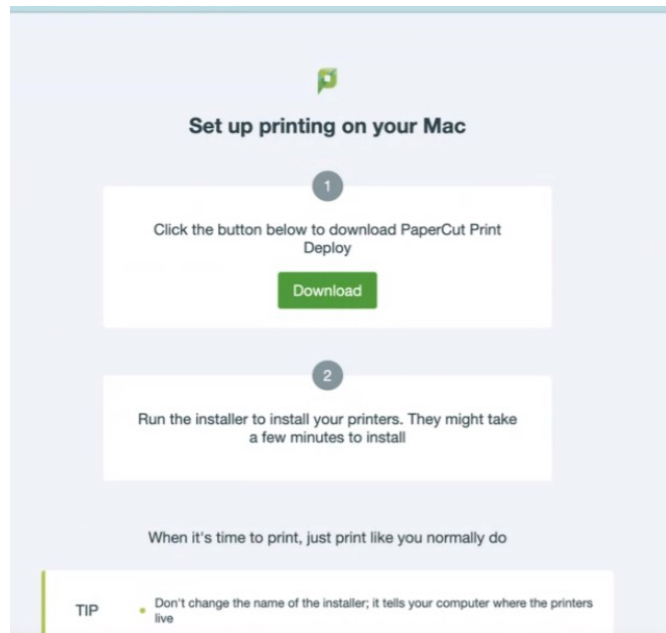 Set up printing on your Mac
1
Click the button below to download PaperCut Print
Deploy
Download
2
Run the installer to install your printers. They might take
a few minutes to install
When it's time to print, just print like you normally do
TIP
Don't change the name of the installer; it tells your computer where the printers
live